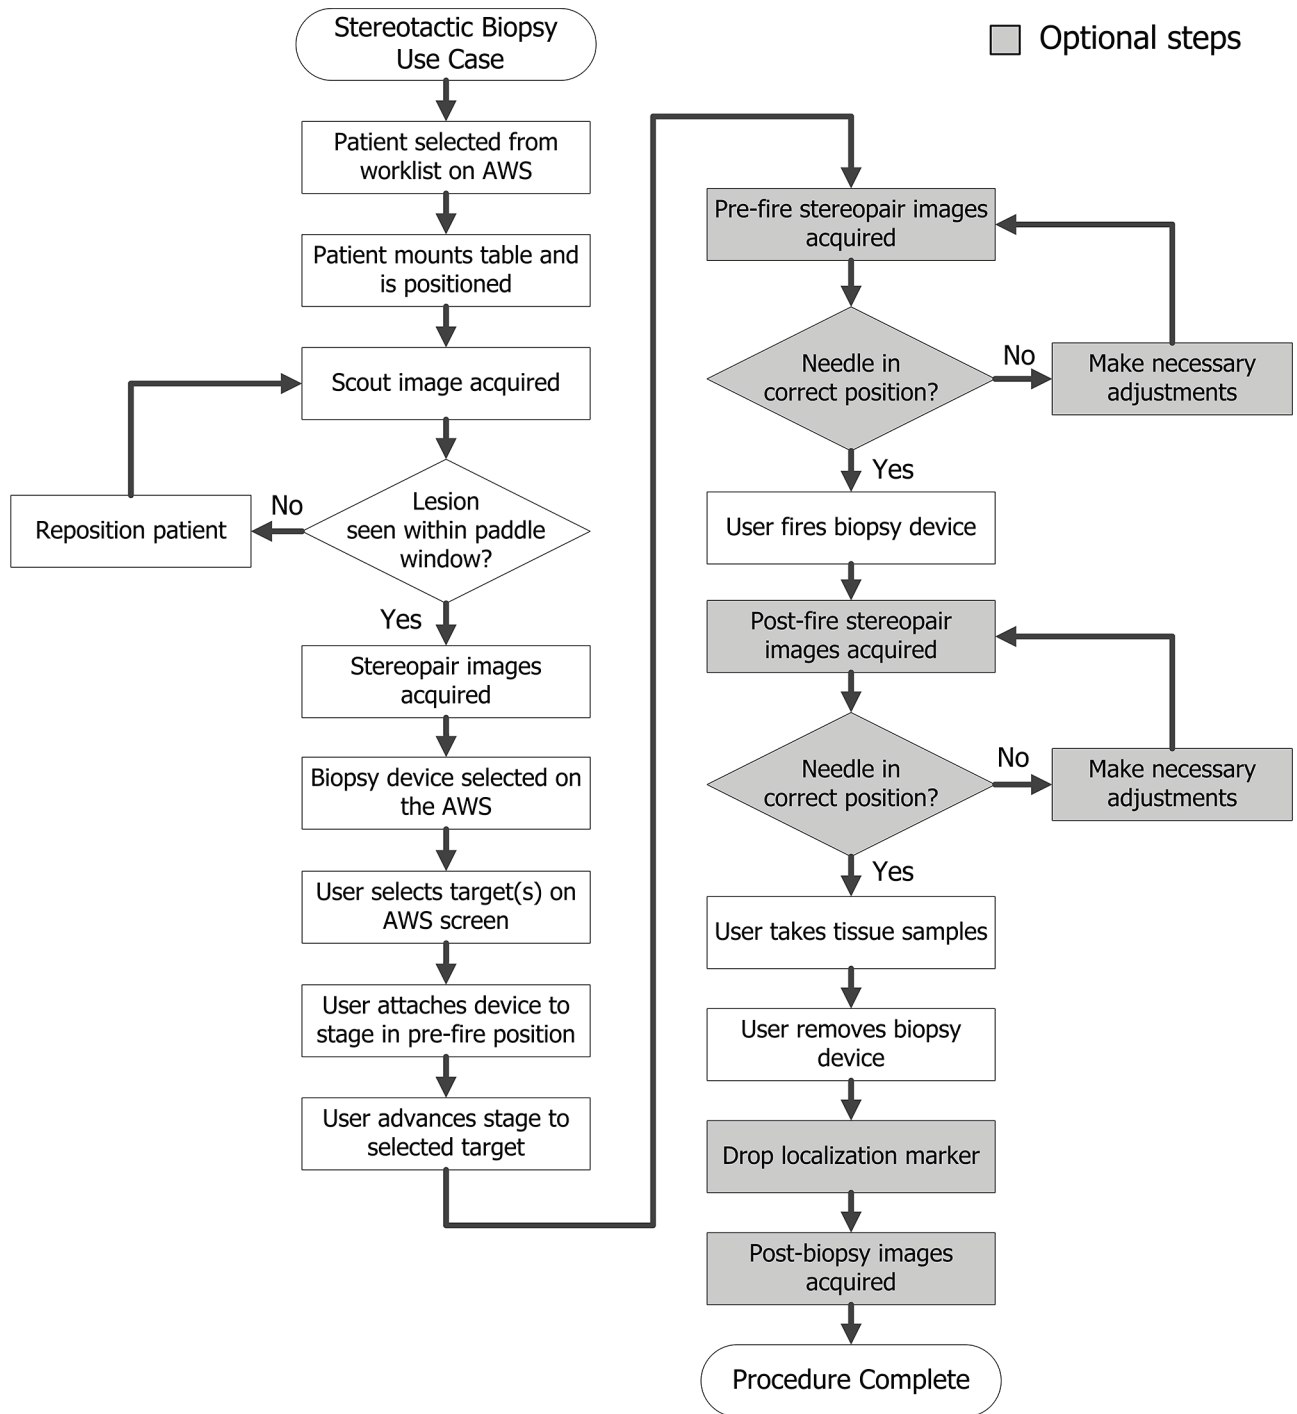 Stereotactic Biopsy
Use Case
Optional steps
Patient selected from
worklist on AWS
Patient mounts table and
is positioned
Scout image acquired
Lesion
seen within paddle
window?
No
Reposition patient
Yes
Stereopair images
acquired
Biopsy device selected on
the AWS
User selects target(s) on
AWS screen
User attaches device to
stage in pre-fire position
User advances stage to
selected target
Pre-fire stereopair images
acquired
Needle in
correct position?
No
Make necessary
adjustments
Yes
User fires biopsy device
Post-fire stereopair
images acquired
Needle in
correct position?
No
Make necessary
adjustments
Yes
User takes tissue samples
User removes biopsy
device
Drop localization marker
Post-biopsy images
acquired
Procedure Complete